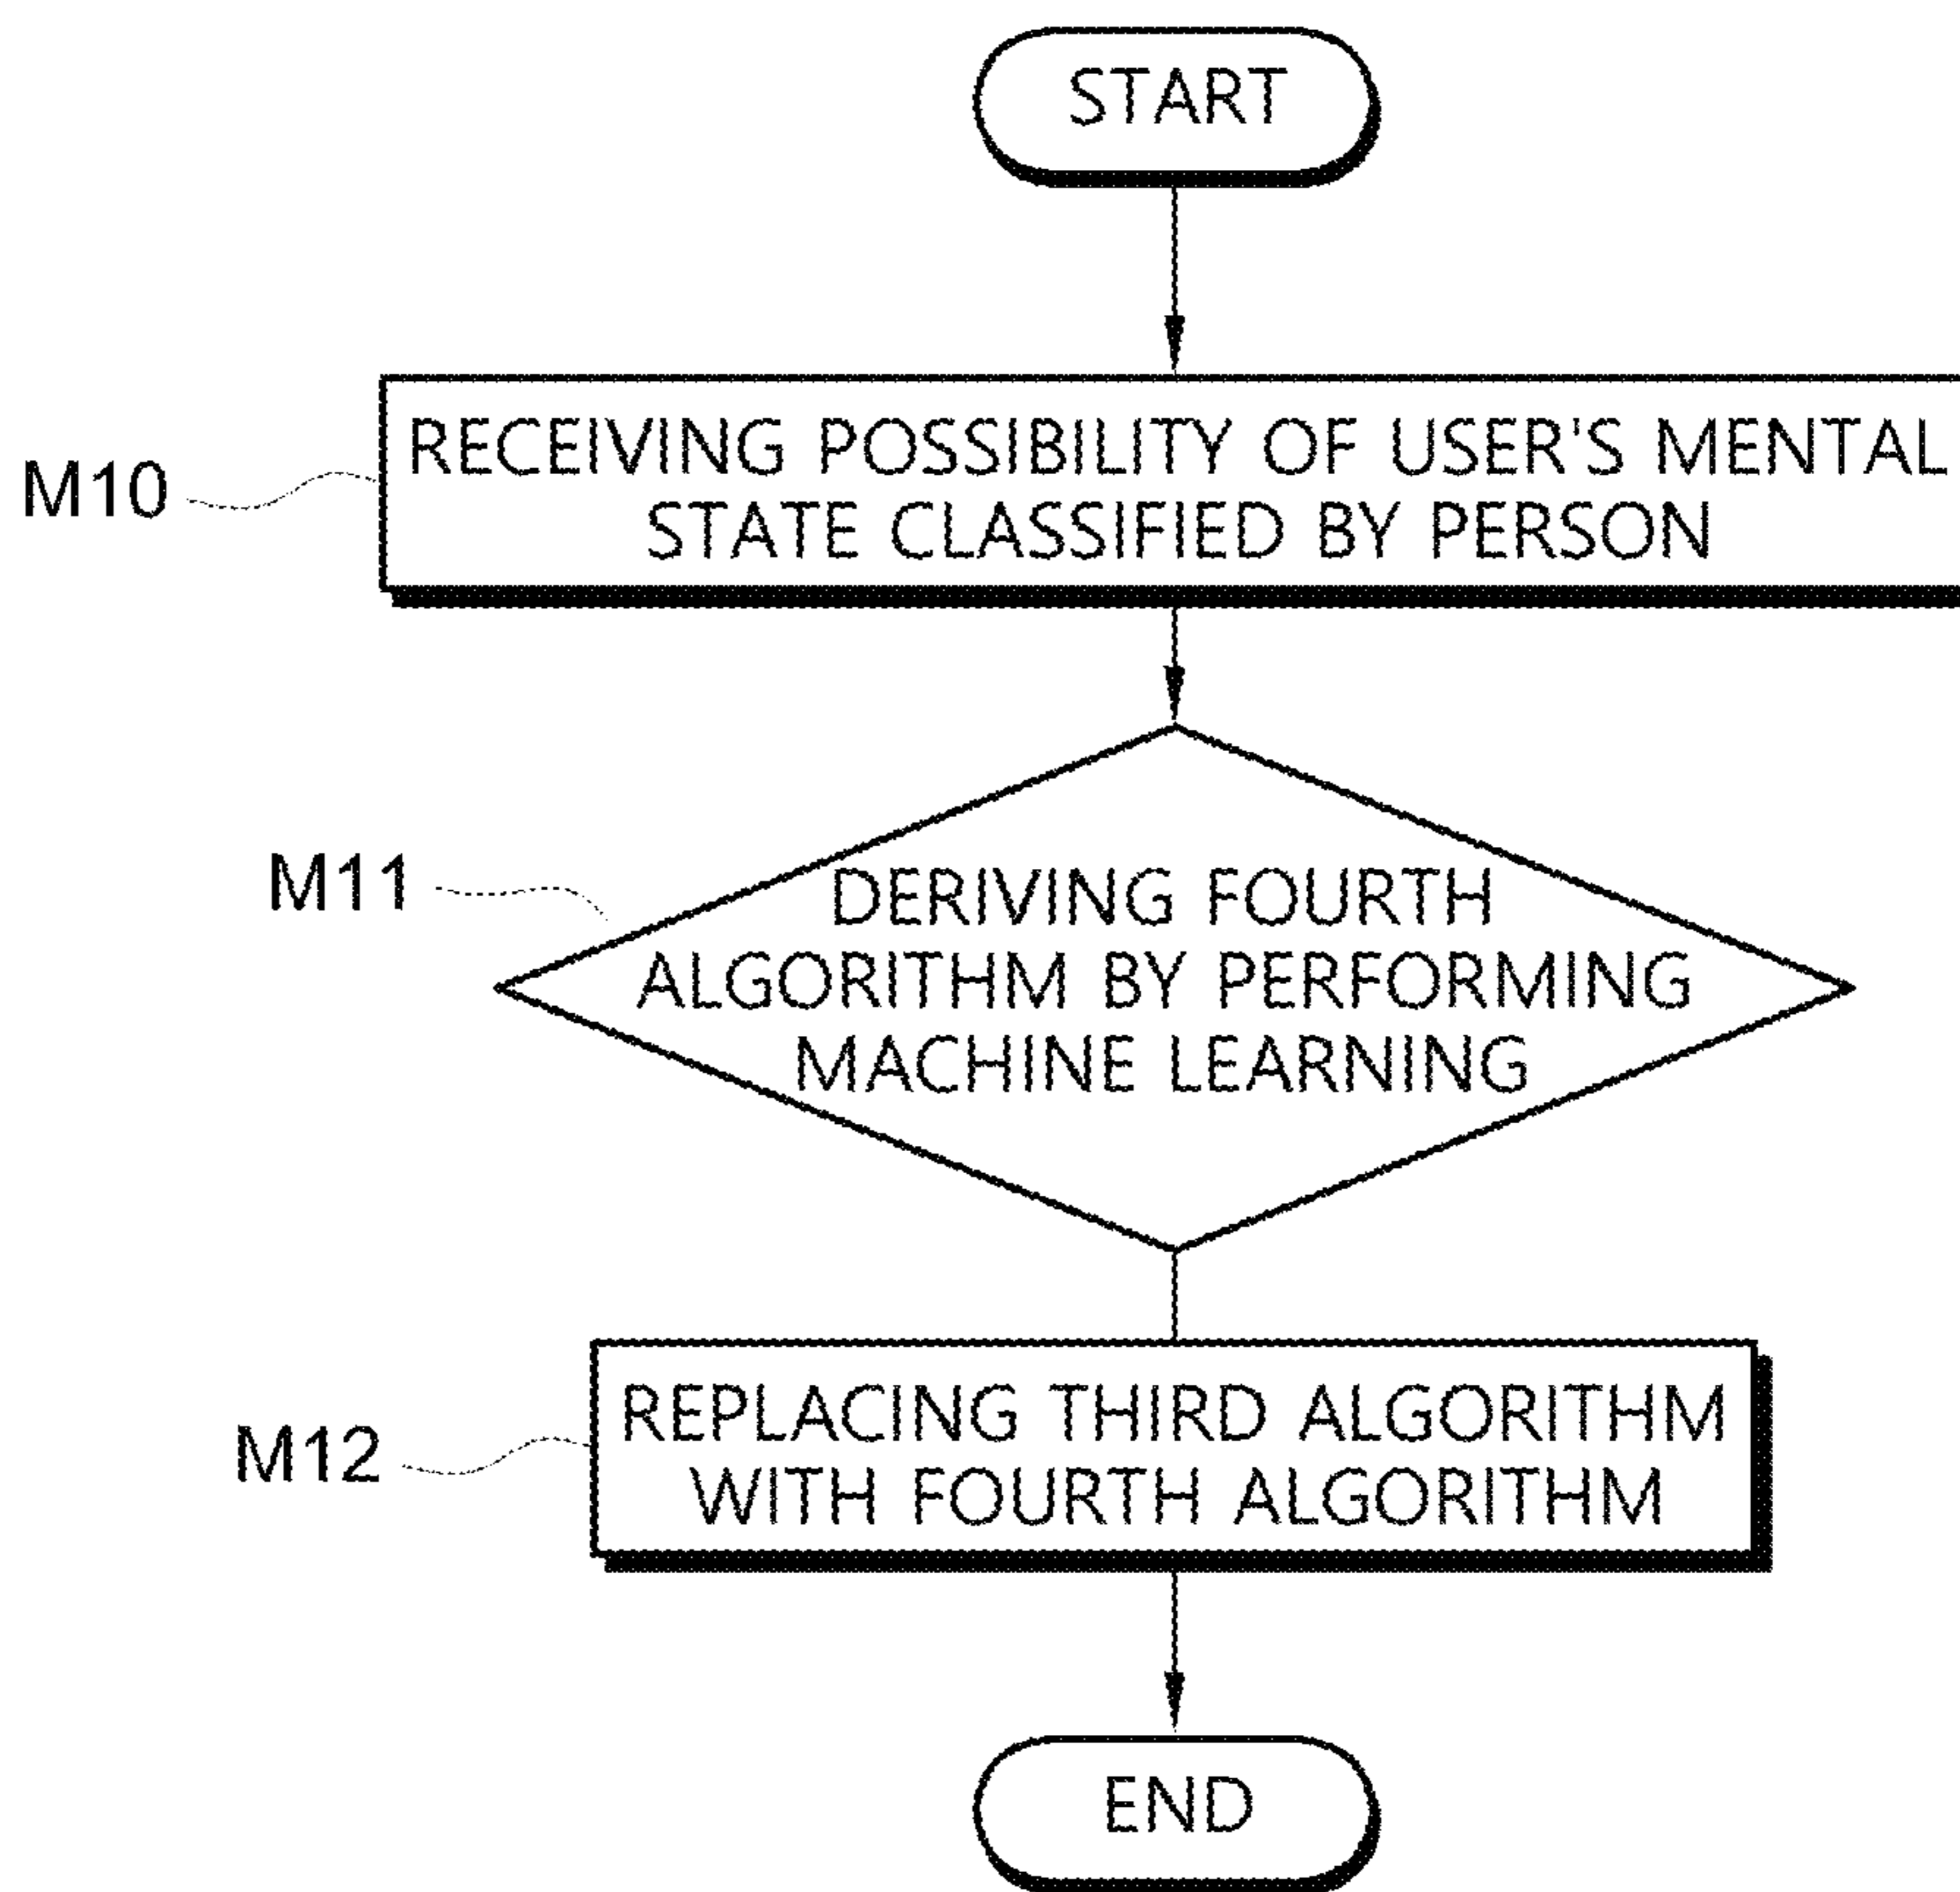 START
M10
RECEIVING POSSIBILITY OF USER'S MENTAL
STATE CLASSIFIED BY PERSON
M11
DERIVING FOURTH
ALGORITHM BY PERFORMING
MACHINE LEARNING
M12
REPLACING THIRD ALGORITHM
WITH FOURTH ALGORITHM
END